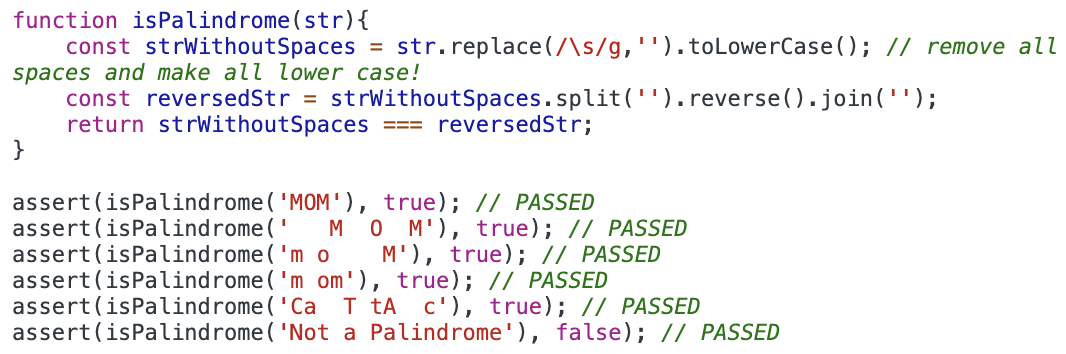 function isPalindrome(str){
    const strWithoutSpaces = str.replace(/\s/g,'').toLowerCase(); // remove all
spaces and make all lower case!
    const reversedStr = strWithoutSpaces.split('').reverse().join('');
    return strWithoutSpaces === reversedStr;
}

assert(isPalindrome('MOM'), true); // PASSED
assert(isPalindrome('   M  O  M'), true); // PASSED
assert(isPalindrome('m o    M'), true); // PASSED
assert(isPalindrome('m om'), true); // PASSED
assert(isPalindrome('Ca  T tA  c'), true); // PASSED
assert(isPalindrome('Not a Palindrome'), false); // PASSED